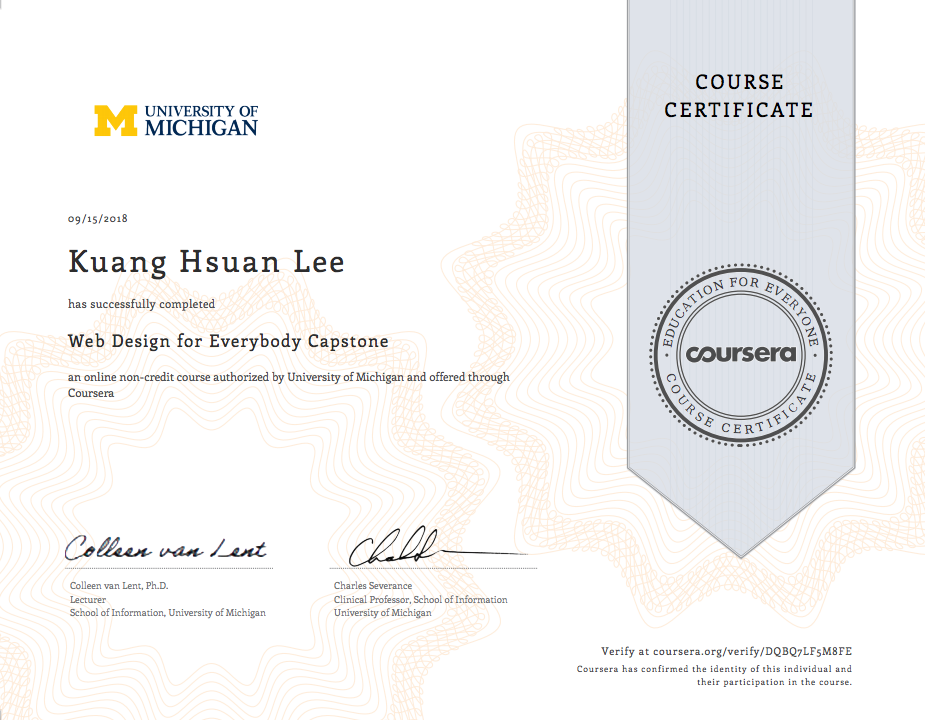 COURSE
CERTIFICATE
UNIVERSITY OF
MICHIGAN
09/15/2018
Kuang Hsuan Lee
has successfully completed
Web Design for Everybody Capstone
an online non-credit course authorized by University of Michigan and offered through
Coursera
EDUCATION FOR EVERYONE
coursera
COURSE CERTIFICATE
Colleen van Lent
Colleen van Lent, Ph.D.
Lecturer
School of Information, University of Michigan
Charles Severance
Clinical Professor, School of Information
University of Michigan
Verify at coursera.org/verify/DQBQ7LF5M8FE
Coursera has confirmed the identity of this individual and
their participation in the course.